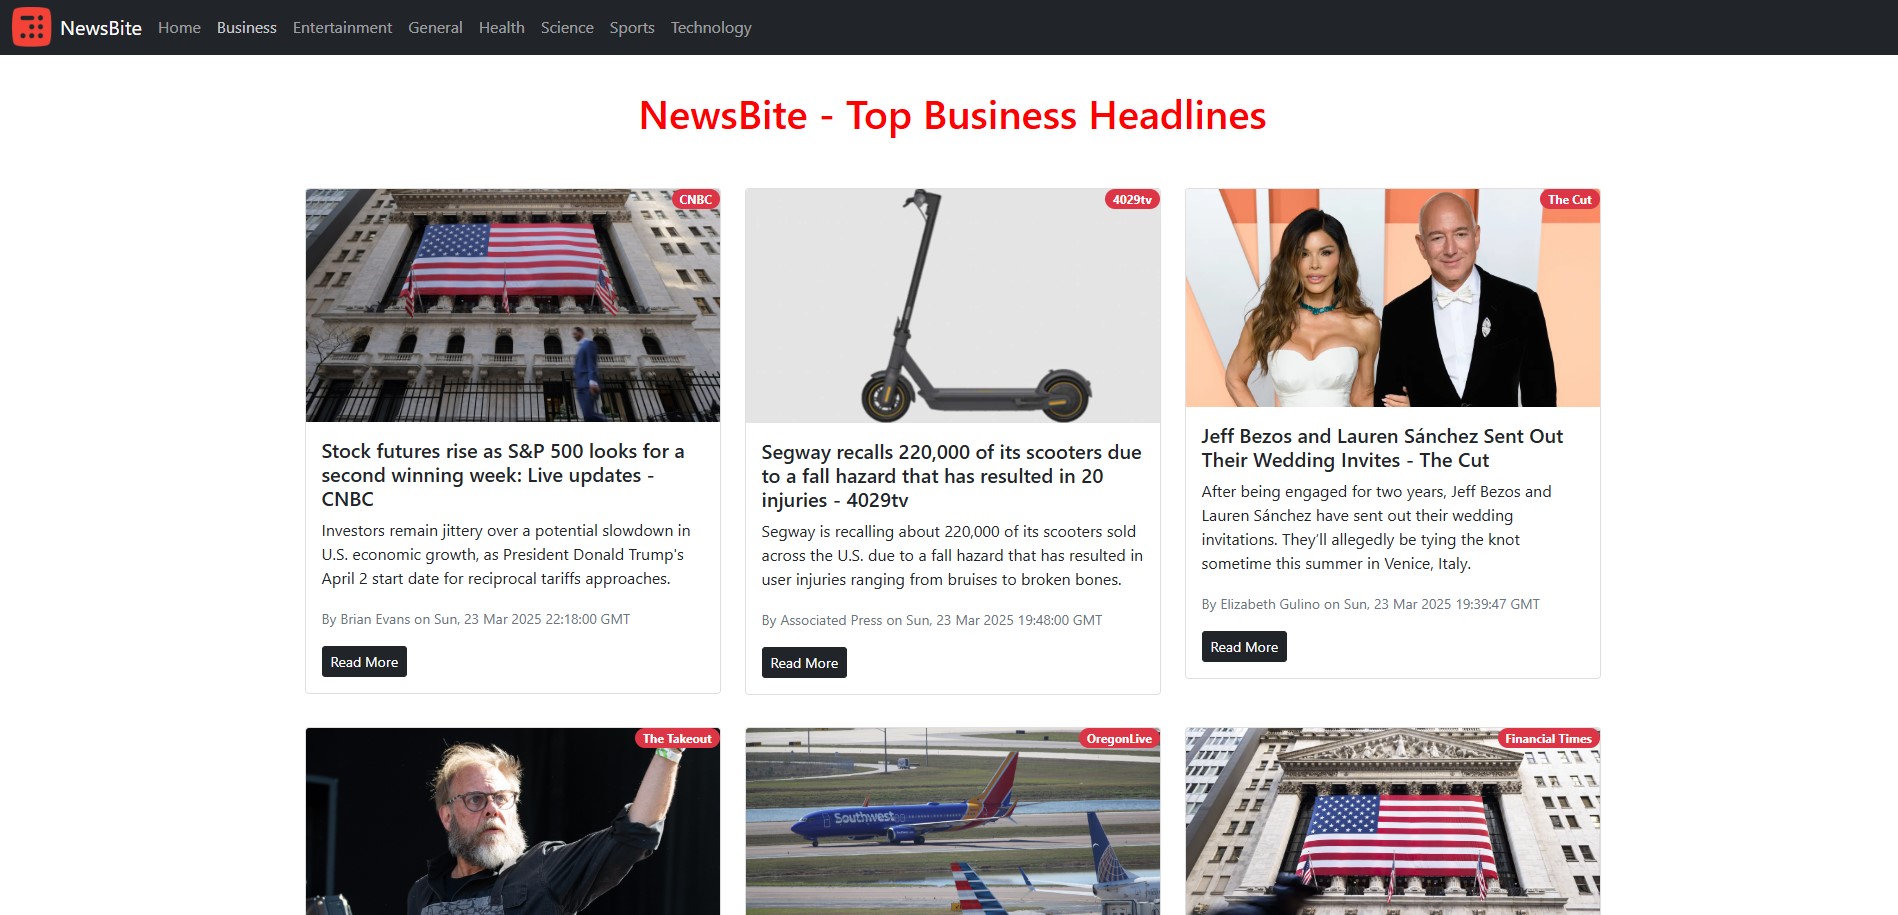 NewsBite Home Business Entertainment General Health Science Sports Technology
NewsBite - Top Business Headlines
CNBC
Stock futures rise as S&P 500 looks for a
second winning week: Live updates -
CNBC
Investors remain jittery over a potential slowdown in
U.S. economic growth, as President Donald Trump's
April 2 start date for reciprocal tariffs approaches.
By Brian Evans on Sun, 23 Mar 2025 22:18:00 GMT
Read More
4029tv
Segway recalls 220,000 of its scooters due
to a fall hazard that has resulted in 20
injuries - 4029tv
Segway is recalling about 220,000 of its scooters sold
across the U.S. due to a fall hazard that has resulted in
user injuries ranging from bruises to broken bones.
By Associated Press on Sun, 23 Mar 2025 19:48:00 GMT
Read More
The Cut
Jeff Bezos and Lauren Sánchez Sent Out
Their Wedding Invites - The Cut
After being engaged for two years, Jeff Bezos and
Lauren Sánchez have sent out their wedding
invitations. They’ll allegedly be tying the knot
sometime this summer in Venice, Italy.
By Elizabeth Gulino on Sun, 23 Mar 2025 19:39:47 GMT
Read More
The Takeout
OregonLive
Southwest
Financial Times